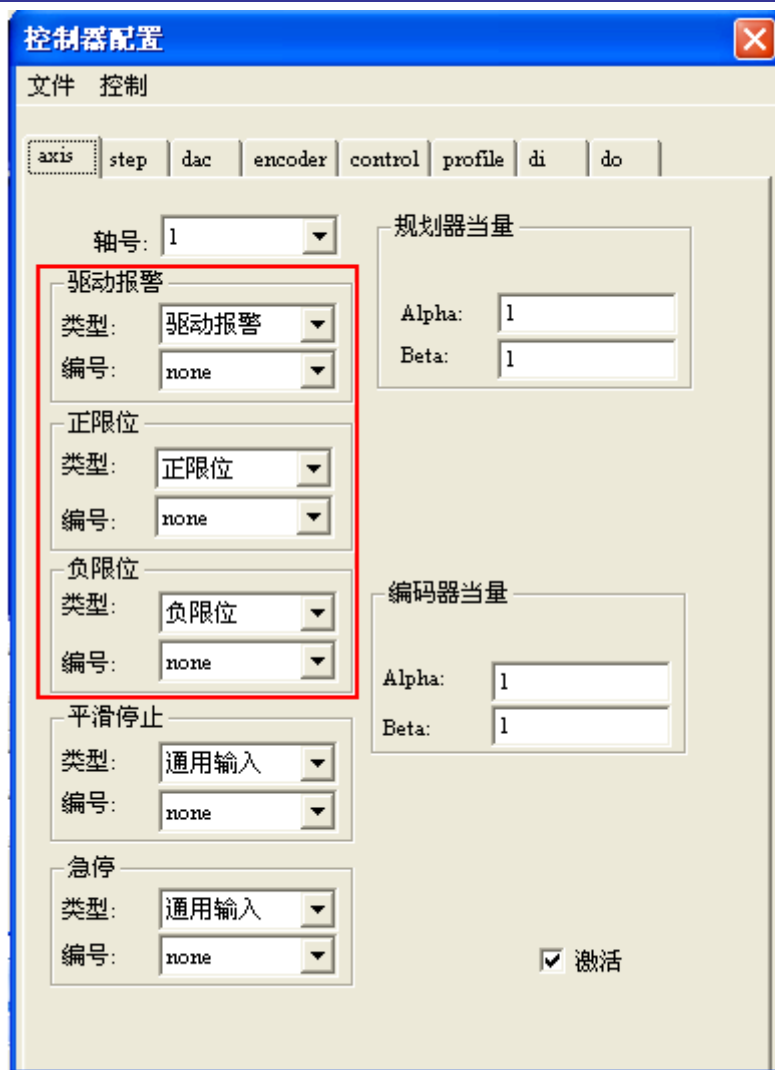 控制器配置
文件 控制
axis step dac encoder control profile di do
轴号: 1
驱动报警
类型: 驱动报警
编号: none
正限位
类型: 正限位
编号: none
负限位
类型: 负限位
编号: none
平滑停止
类型: 通用输入
编号: none
急停
类型: 通用输入
编号: none
规划器当量
Alpha: 1
Beta: 1
编码器当量
Alpha: 1
Beta: 1
激活